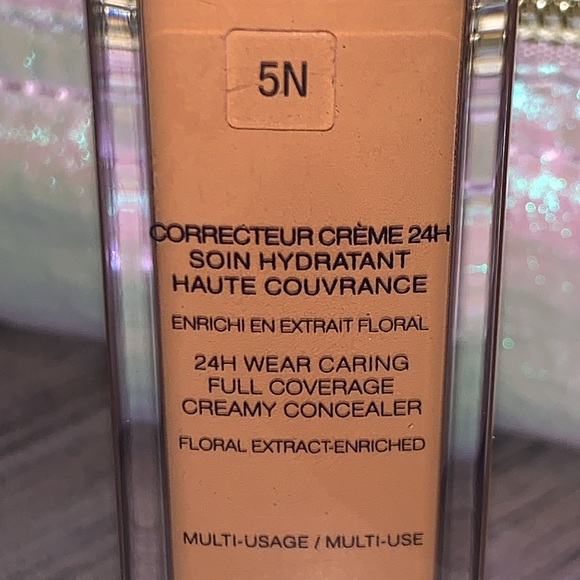 5N
CORRECTEUR CRÈME 24H
SOIN HYDRATANT
HAUTE COUVRANCE
ENRICHI EN EXTRAIT FLORAL
24H WEAR CARING
FULL COVERAGE
CREAMY CONCEALER
FLORAL EXTRACT-ENRICHED
MULTI-USAGE / MULTI-USE